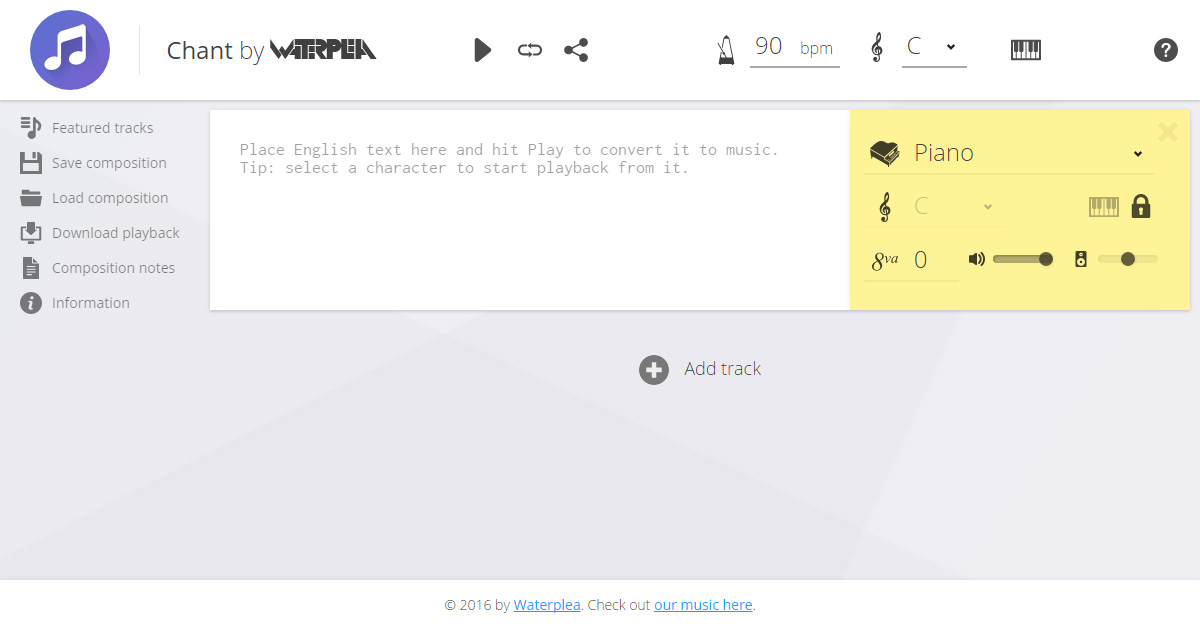 Chant by WATERPLEA
90 bpm
C
Featured tracks
Save composition
Load composition
Download playback
Composition notes
Information
Place English text here and hit Play to convert it to music.
Tip: select a character to start playback from it.
Piano
C
8va 0
Add track
© 2016 by Waterplea. Check out our music here.